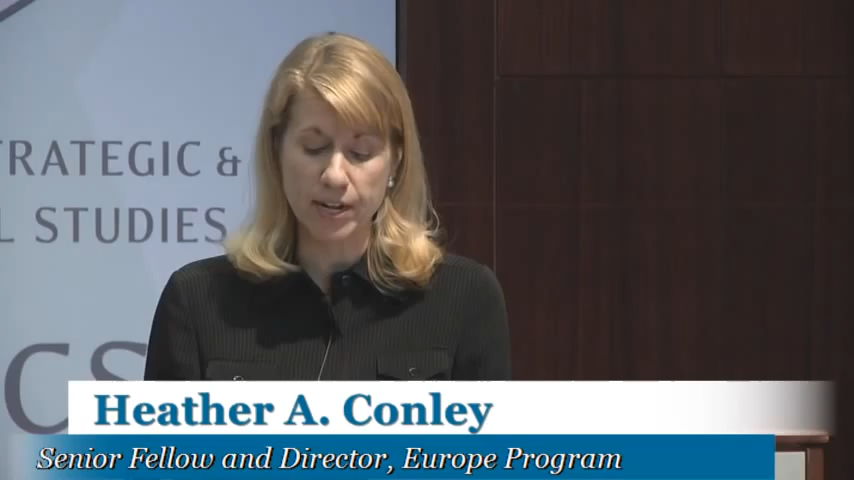 TRATEGIC &
L STUDIES
CS
Heather A. Conley
Senior Fellow and Director, Europe Program